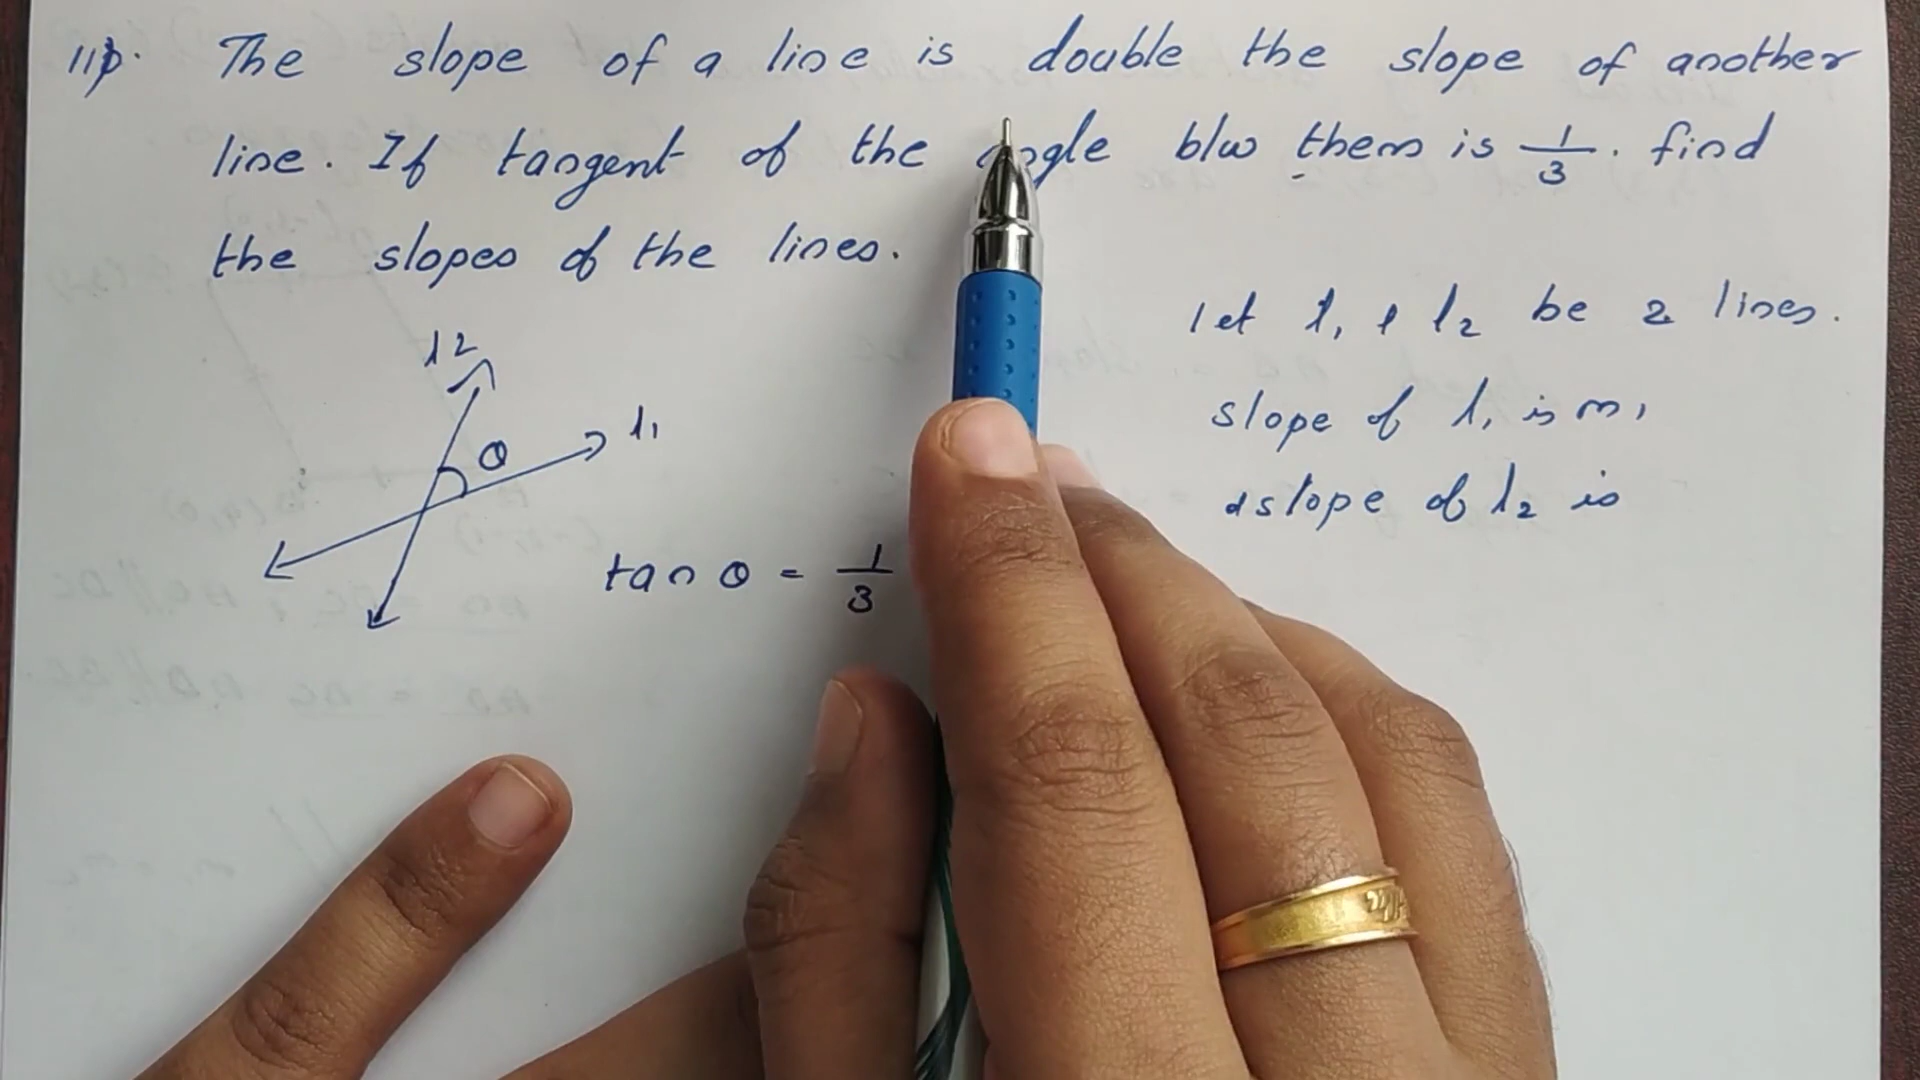 11). The slope of a line is double the slope of another
line. If tangent of the angle b/w them is 1/3. find
the slopes of the lines.
let l1 & l2 be 2 lines.
slope of l1 is m1
& slope of l2 is
l2
θ
l1
tan θ = 1/3